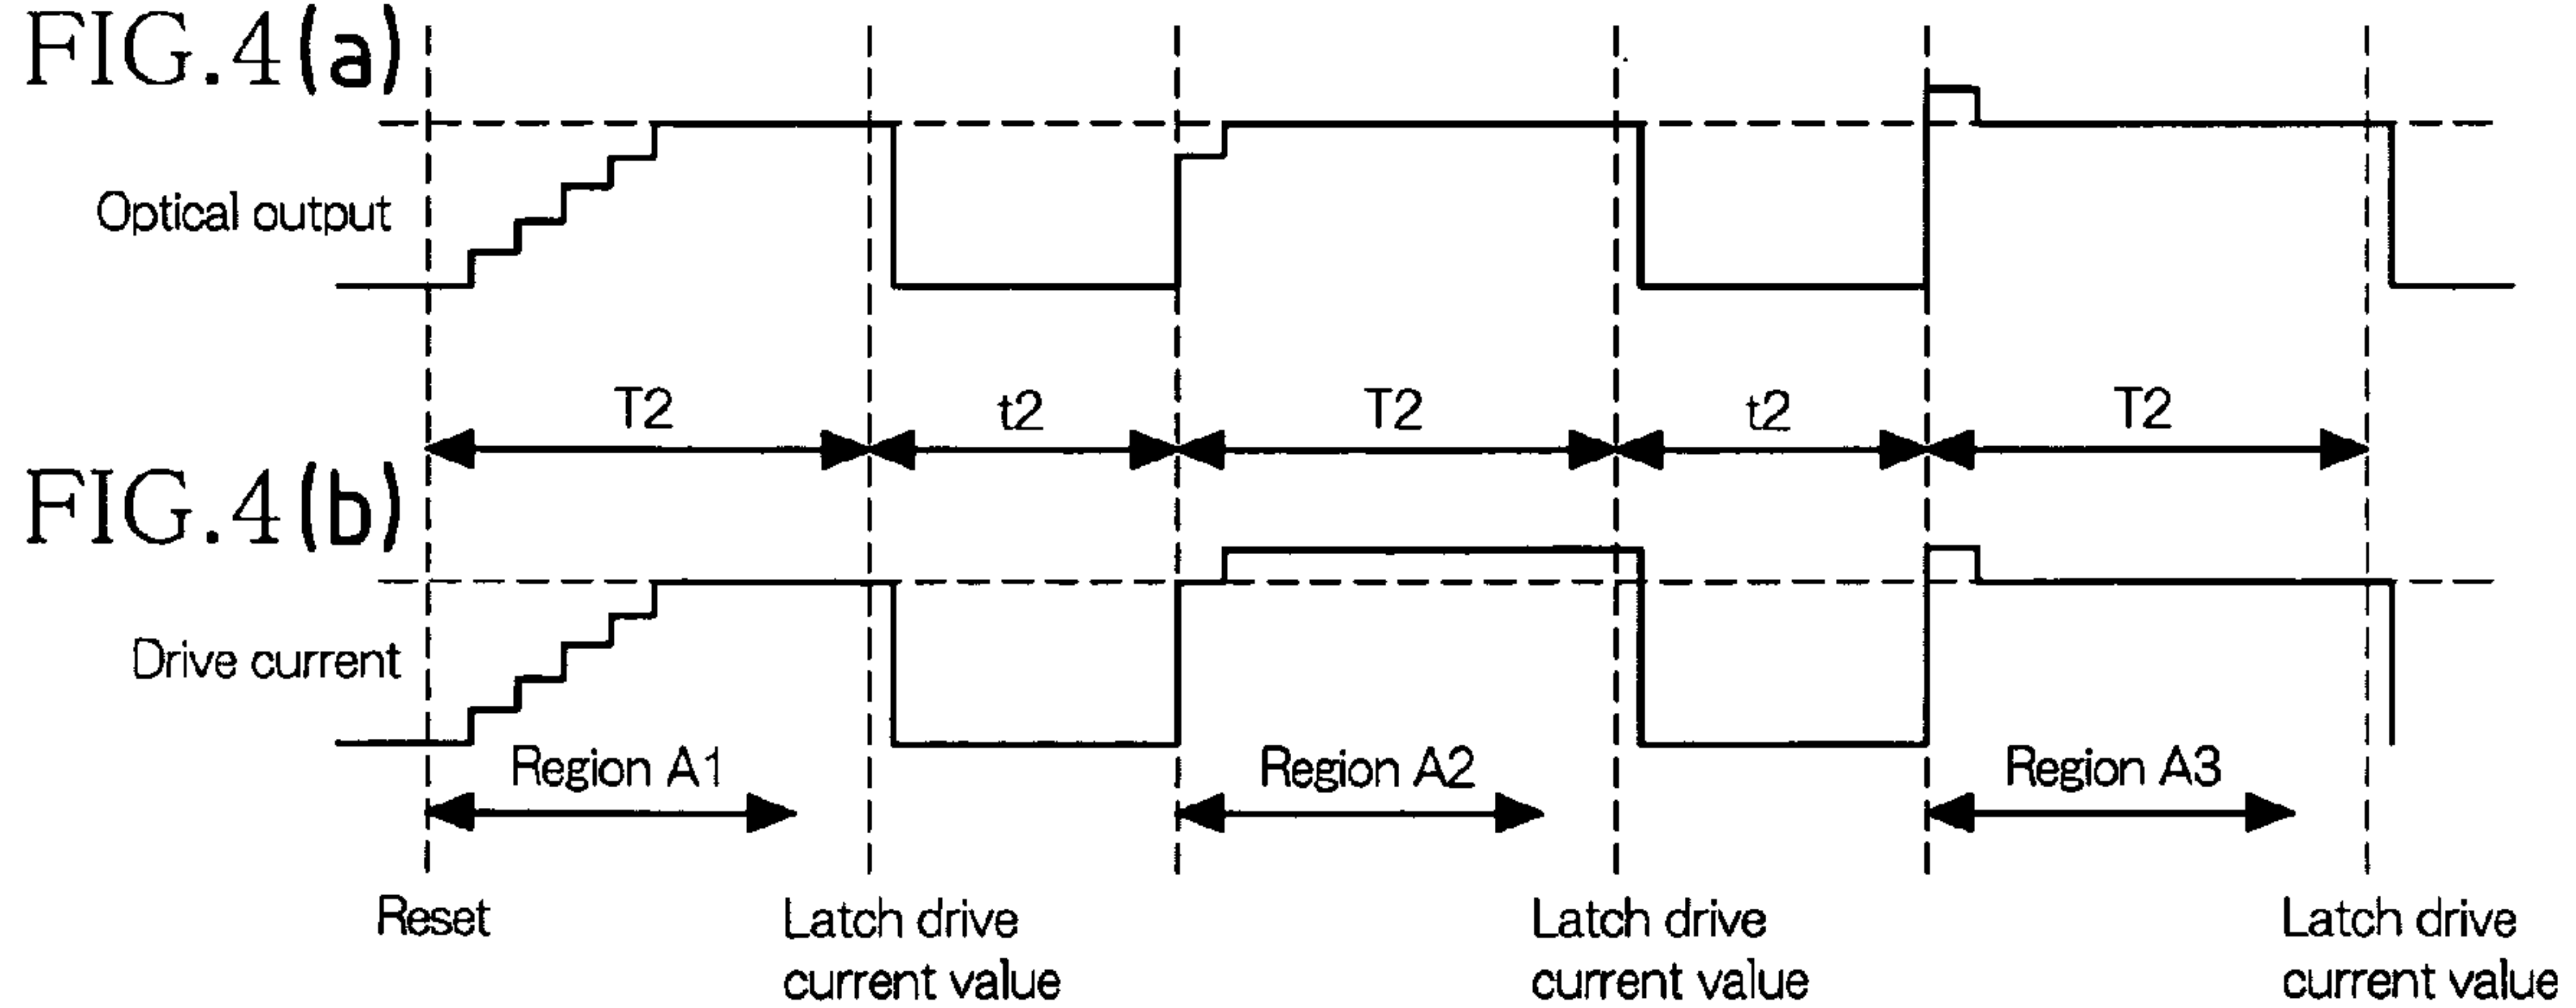 FIG.4(a)
Optical output
T2 t2 T2 t2 T2
FIG.4(b)
Drive current
Region A1 Region A2 Region A3
Reset Latch drive Latch drive Latch drive
current value current value current value